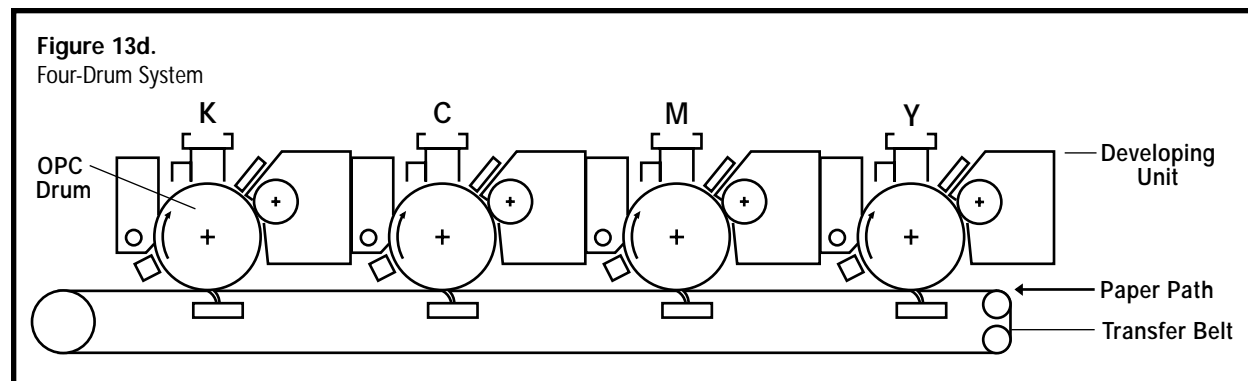 Figure 13d.
Four-Drum System
K C M Y
OPC
Drum
Developing
Unit
Paper Path
Transfer Belt